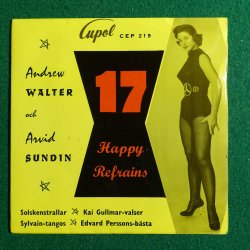 Cupol
CEP 219
Andrew
WALTER
och
Arvid
SUNDIN
17
Happy
Refrains
Solskenstrallar ★ Kai Gullmar-valser
Sylvain-tangos ★ Edvard Perssons-bästa